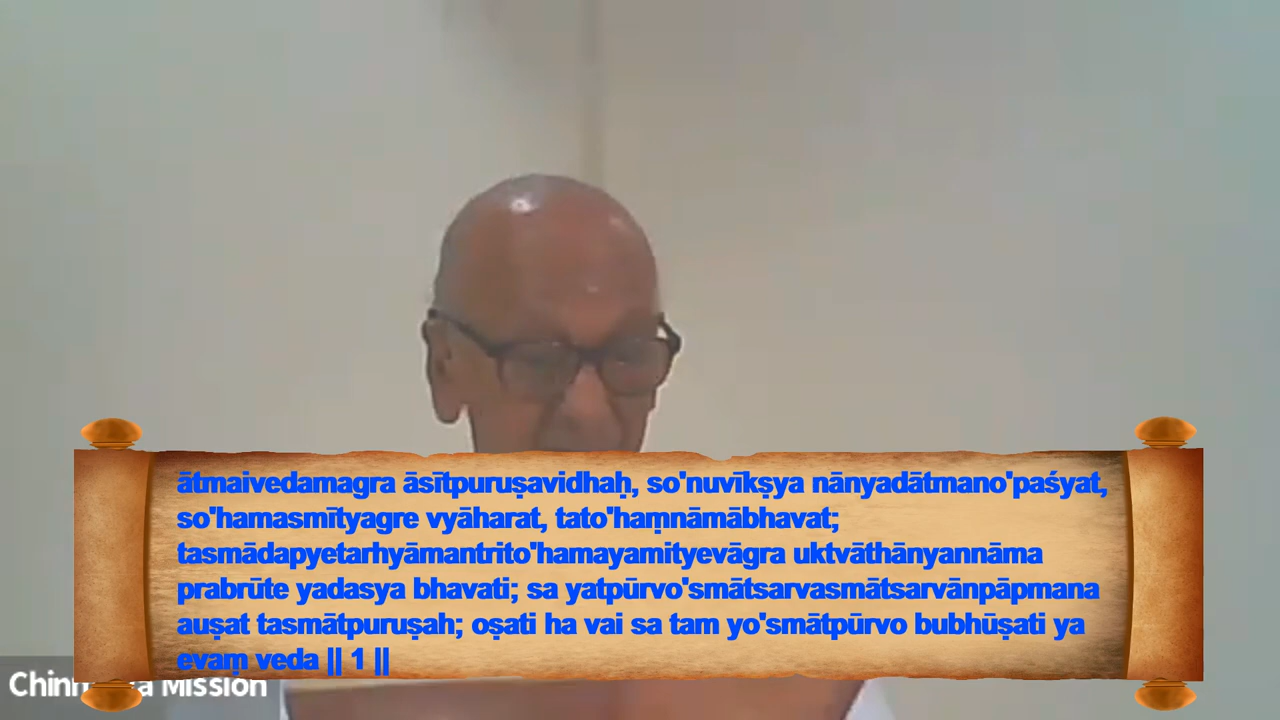 ātmaivedamagra āsītpuruṣavidhaḥ, so'nuvīkṣya nānyadātmano'paśyat,
so'hamasmītyagre vyāharat, tato'haṃnāmābhavat;
tasmādapyetarhyāmantrito'hamayamityevāgra uktvāthānyannāma
prabrūte yadasya bhavati; sa yatpūrvo'smātsarvasmātsarvānpāpmana
auṣat tasmātpuruṣah; oṣati ha vai sa tam yo'smātpūrvo bubhūṣati ya
evaṃ veda || 1 ||
Mission